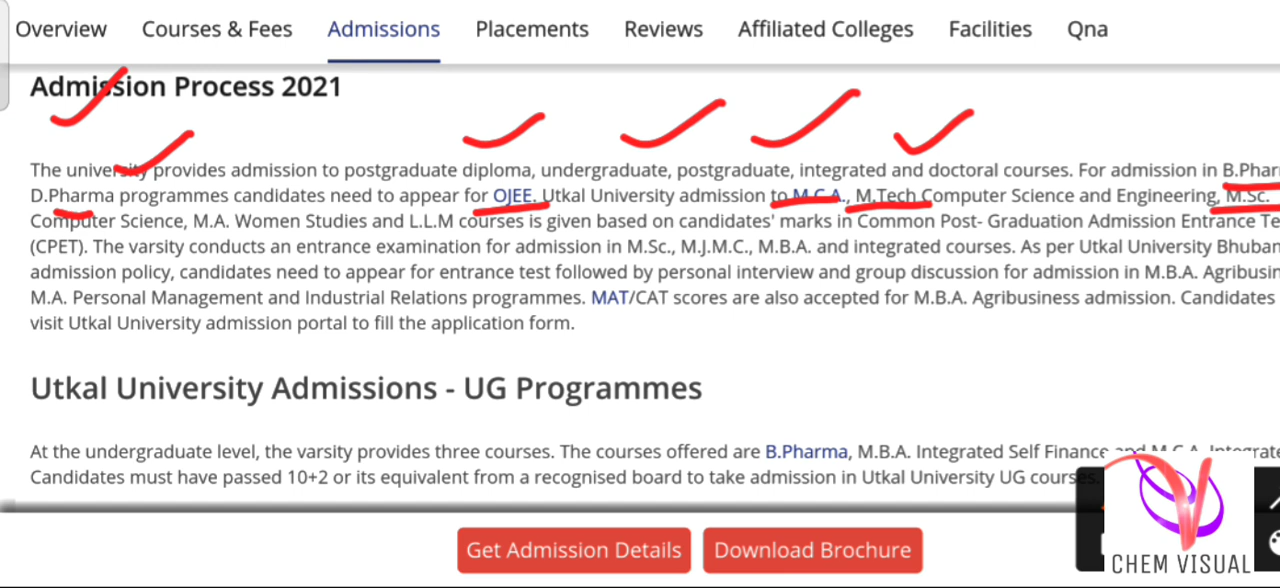 Overview Courses & Fees Admissions Placements Reviews Affiliated Colleges Facilities Qna
Admission Process 2021
The university provides admission to postgraduate diploma, undergraduate, postgraduate, integrated and doctoral courses. For admission in
D.Pharma programmes candidates need to appear for OJEE. Utkal University admission to M.C.A., M.Tech Computer Science and Engineering, M.Sc.
Computer Science, M.A. Women Studies and L.L.M courses is given based on candidates' marks in Common Post- Graduation Admission Entrance
(CPET). The varsity conducts an entrance examination for admission in M.Sc., M.J.M.C., M.B.A. and integrated courses. As per Utkal University
admission policy, candidates need to appear for entrance test followed by personal interview and group discussion for admission in M.B.A.
M.A. Personal Management and Industrial Relations programmes. MAT/CAT scores are also accepted for M.B.A. Agribusiness admission. Candidates
visit Utkal University admission portal to fill the application form.
Utkal University Admissions - UG Programmes
At the undergraduate level, the varsity provides three courses. The courses offered are B.Pharma, M.B.A. Integrated Self Finance and M.C.A.
Candidates must have passed 10+2 or its equivalent from a recognised board to take admission in Utkal University UG courses.
Get Admission Details Download Brochure
CHEM VISUAL